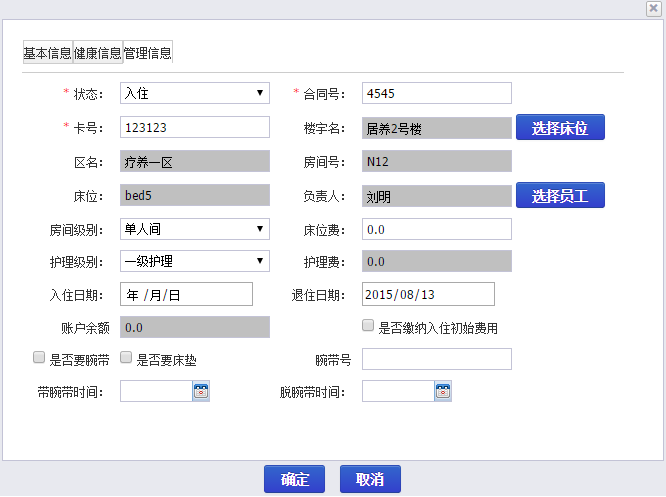 基本信息 健康信息 管理信息
* 状态： 入住 * 合同号： 4545
* 卡号： 123123 楼宇名： 居养2号楼 选择床位
区名： 疗养一区 房间号： N12
床位： bed5 负责人： 刘明 选择员工
房间级别： 单人间 床位费： 0.0
护理级别： 一级护理 护理费： 0.0
入住日期： 年 /月/日 退住日期： 2015/08/13
账户余额 0.0 是否缴纳入住初始费用
是否要腕带 是否要床垫 腕带号
带腕带时间： 脱腕带时间：
确定 取消